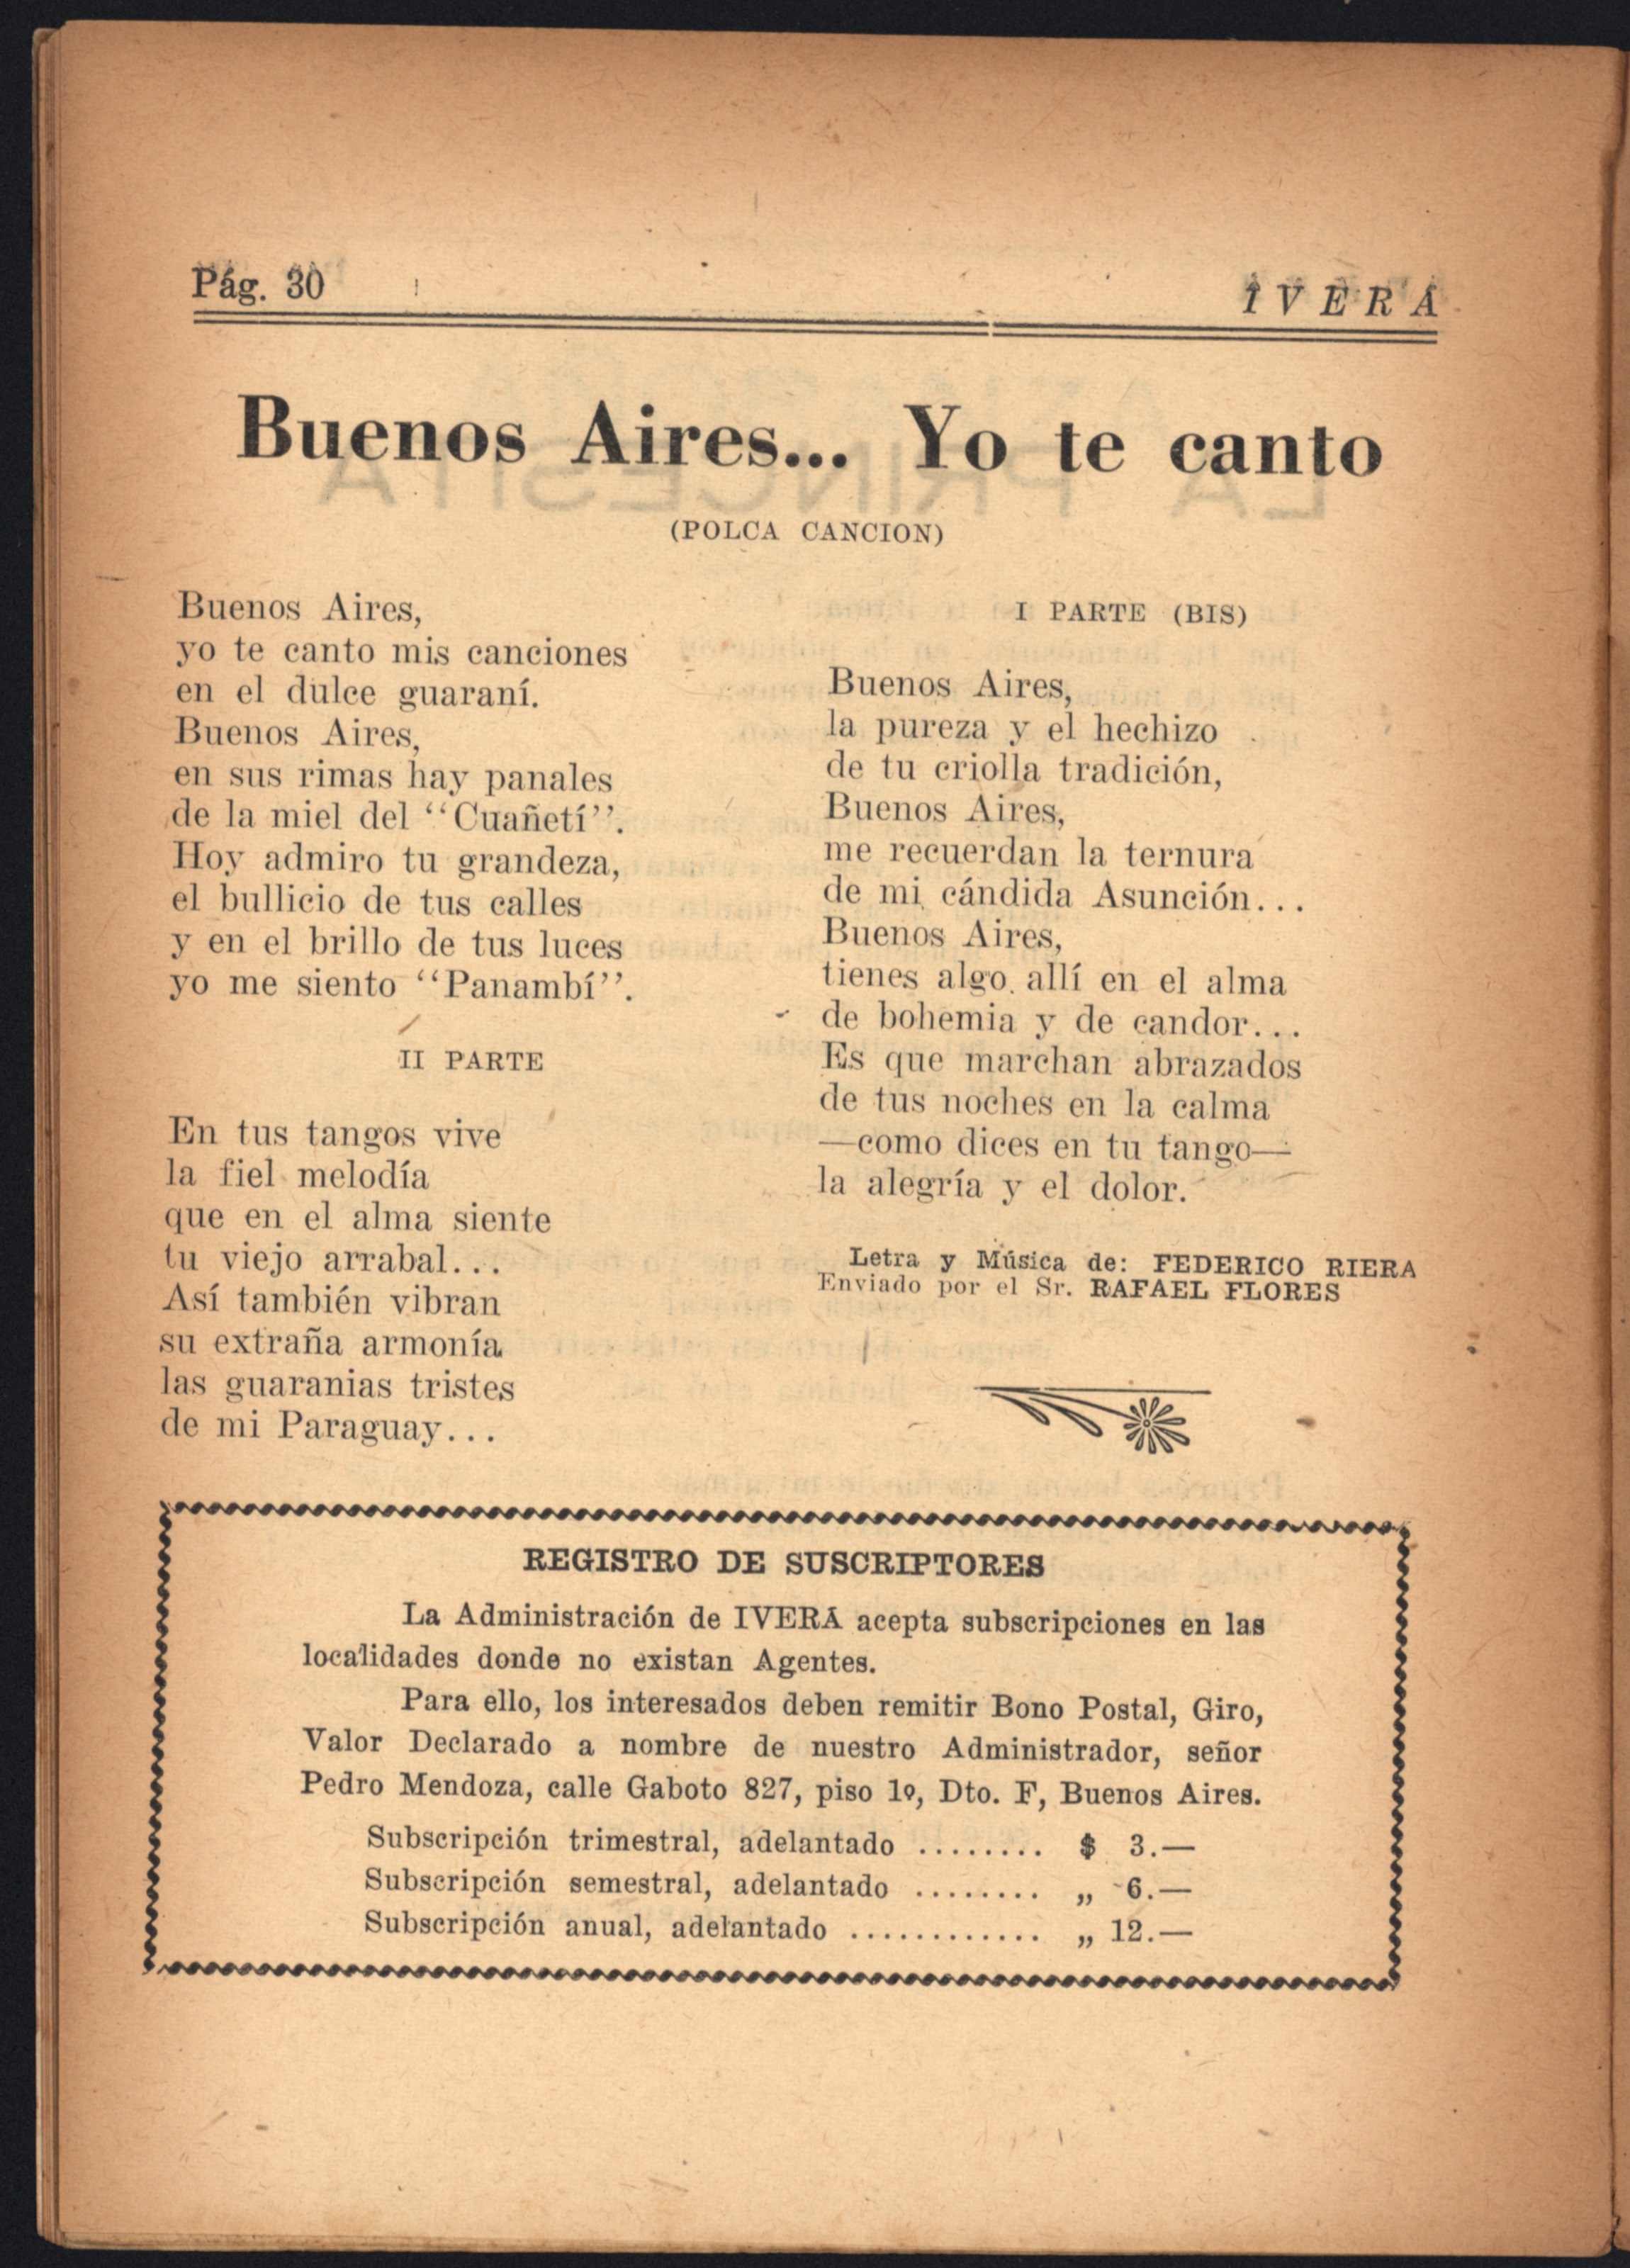 Pág. 30
IVERÁ
Buenos Aires... Yo te canto
(POLCA CANCION)
Buenos Aires,
yo te canto mis canciones
en el dulce guaraní.
Buenos Aires,
en sus rimas hay panales
de la miel del “Cuañetí”.
Hoy admiro tu grandeza,
el bullicio de tus calles
y en el brillo de tus luces
yo me siento “Panambí”.
II PARTE
En tus tangos vive
la fiel melodía
que en el alma siente
tu viejo arrabal...
Así también vibran
su extraña armonía
las guaranias tristes
de mi Paraguay...
I PARTE (BIS)
Buenos Aires,
la pureza y el hechizo
de tu criolla tradición,
Buenos Aires,
me recuerdan la ternura
de mi cándida Asunción...
Buenos Aires,
tienes algo allí en el alma
de bohemia y de candor...
Es que marchan abrazados
de tus noches en la calma
—como dices en tu tango—
la alegría y el dolor.
Letra y Música de: FEDERICO RIERA
Enviado por el Sr. RAFAEL FLORES
REGISTRO DE SUSCRIPTORES
La Administración de IVERÁ acepta subscripciones en las
localidades donde no existan Agentes.
Para ello, los interesados deben remitir Bono Postal, Giro,
Valor Declarado a nombre de nuestro Administrador, señor
Pedro Mendoza, calle Gaboto 827, piso 1º, Dto. F, Buenos Aires.
Subscripción trimestral, adelantado ........ $ 3.—
Subscripción semestral, adelantado ........ „ 6.—
Subscripción anual, adelantado ............ „ 12.—